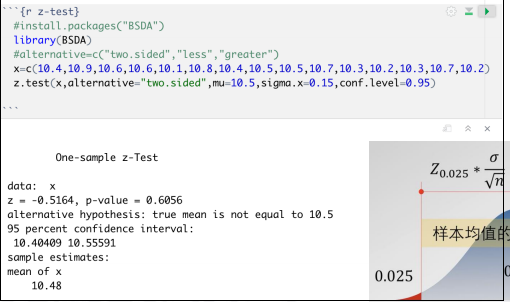 ```{r z-test}
#install.packages("BSDA")
library(BSDA)
#alternative=c("two.sided","less","greater")
x=c(10.4,10.9,10.6,10.6,10.1,10.8,10.4,10.5,10.5,10.7,10.3,10.2,10.3,10.7,10.2)
z.test(x,alternative="two.sided",mu=10.5,sigma.x=0.15,conf.level=0.95)
```
One-sample z-Test
data:  x
z = -0.5164, p-value = 0.6056
alternative hypothesis: true mean is not equal to 10.5
95 percent confidence interval:
10.40409 10.55591
sample estimates:
mean of x
10.48
Z0.025 * σ/√n
样本均值的
0.025